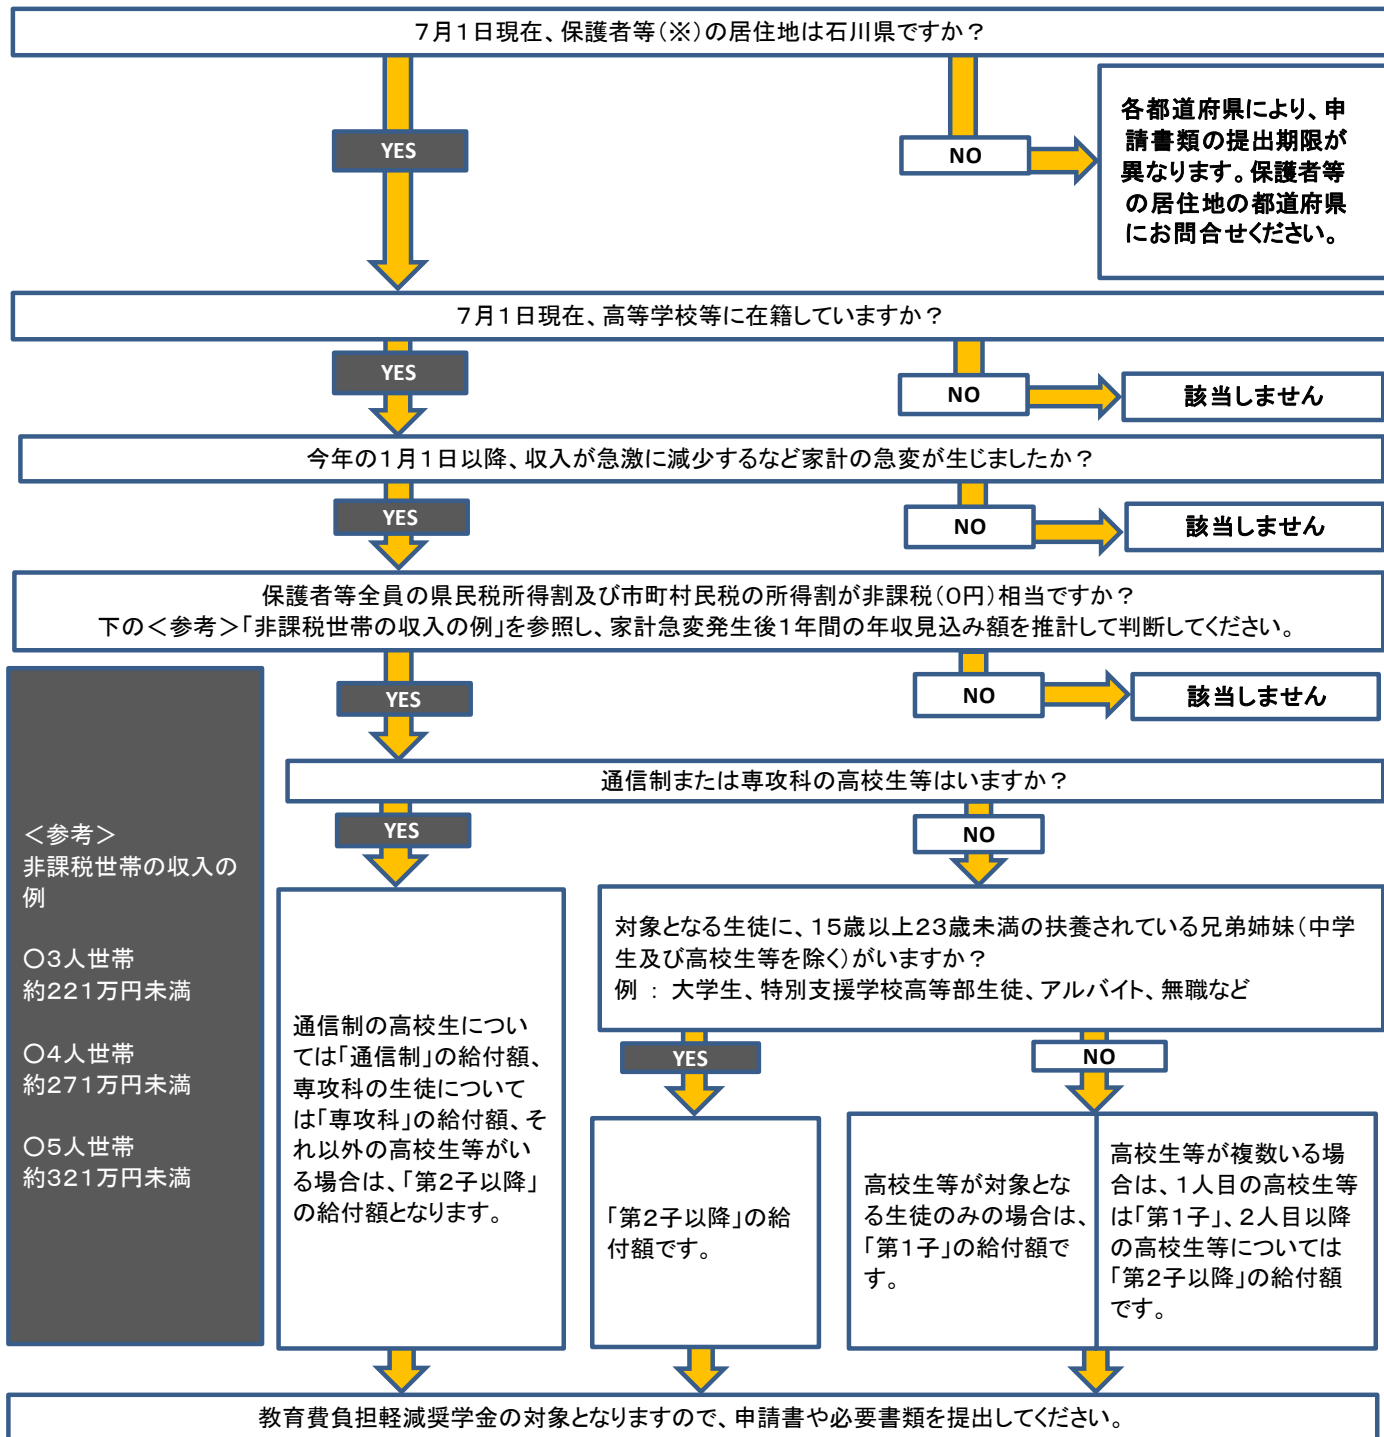 7月1日現在、保護者等(※)の居住地は石川県ですか？
YES
NO
各都道府県により、申
請書類の提出期限が
異なります。保護者等
の居住地の都道府県
にお問合せください。
7月1日現在、高等学校等に在籍していますか？
YES
NO
該当しません
今年の1月1日以降、収入が急激に減少するなど家計の急変が生じましたか？
YES
NO
該当しません
保護者等全員の県民税所得割及び市町村民税の所得割が非課税(0円)相当ですか？
下の＜参考＞「非課税世帯の収入の例」を参照し、家計急変発生後1年間の年収見込み額を推計して判断してください。
YES
NO
該当しません
＜参考＞
非課税世帯の収入の
例
○3人世帯
約221万円未満
○4人世帯
約271万円未満
○5人世帯
約321万円未満
通信制または専攻科の高校生等はいますか？
YES
NO
通信制の高校生につい
ては「通信制」の給付額、
専攻科の生徒について
は「専攻科」の給付額、そ
れ以外の高校生等がい
る場合は、「第2子以降」
の給付額となります。
対象となる生徒に、15歳以上23歳未満の扶養されている兄弟姉妹(中学
生及び高校生等を除く)がいますか？
例 ： 大学生、特別支援学校高等部生徒、アルバイト、無職など
YES
NO
「第2子以降」の給
付額です。
高校生等が対象とな
る生徒のみの場合は、
「第1子」の給付額で
す。
高校生等が複数いる場
合は、1人目の高校生等
は「第1子」、2人目以降
の高校生等については
「第2子以降」の給付額
です。
教育費負担軽減奨学金の対象となりますので、申請書や必要書類を提出してください。